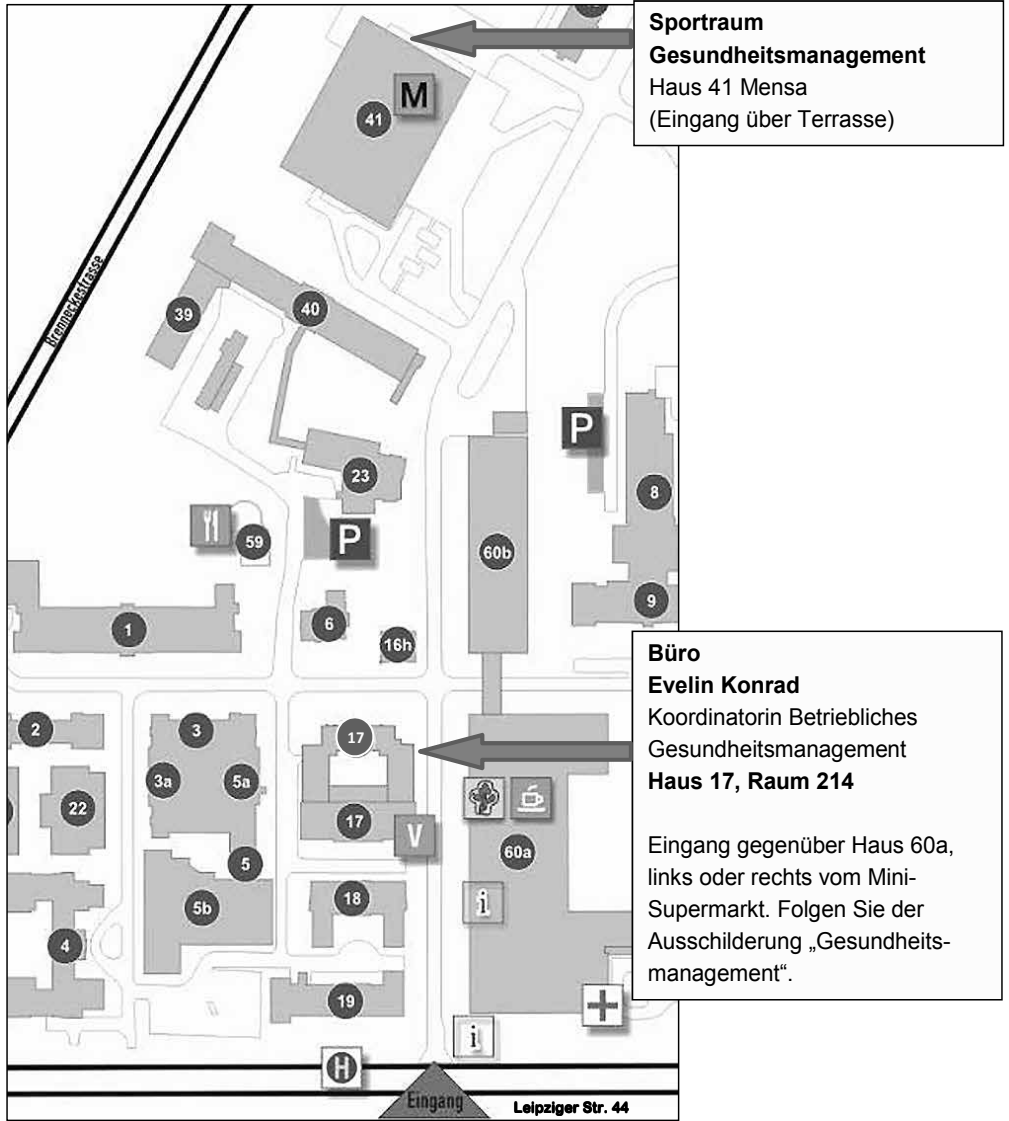 Sportraum
Gesundheitsmanagement
Haus 41 Mensa
(Eingang über Terrasse)
M
41
Brenneckestrasse
39
40
P
23
8
59
P
60b
1
6
9
16h
Büro
Evelin Konrad
Koordinatorin Betriebliches
Gesundheitsmanagement
Haus 17, Raum 214
Eingang gegenüber Haus 60a,
links oder rechts vom Mini-
Supermarkt. Folgen Sie der
Ausschilderung „Gesundheits-
management“.
2
3
17
3a
5a
22
17
V
60a
5
5b
18
i
4
19
i
H
Eingang
Leipziger Str. 44